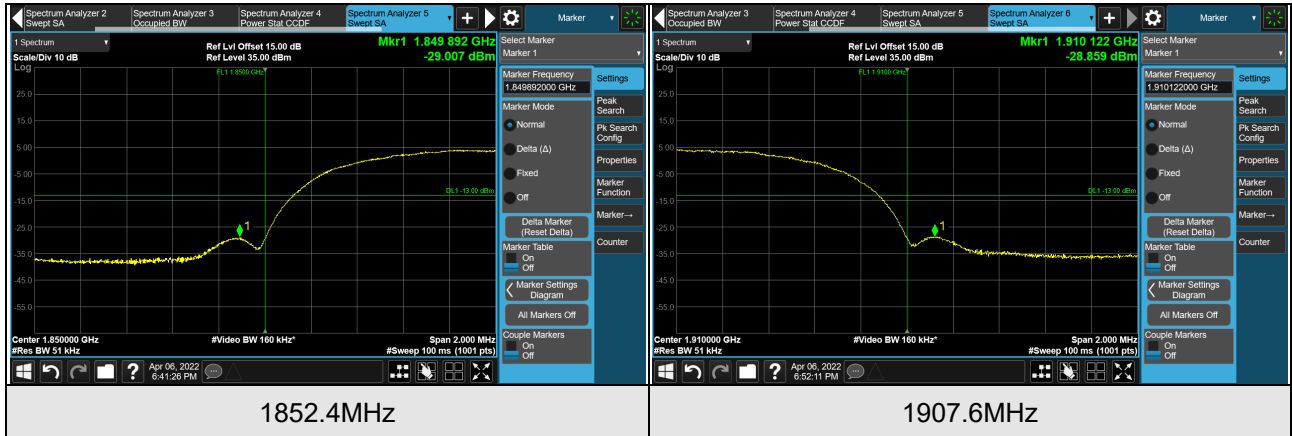 Spectrum Analyzer 2
Swept SA
Spectrum Analyzer 3
Occupied BW
Spectrum Analyzer 4
Power Stat CCDF
Spectrum Analyzer 5
Swept SA
Marker
1 Spectrum
Scale/Div 10 dB
Log
Ref Lvl Offset 15.00 dB
Ref Level 35.00 dBm
Mkr1 1.849 892 GHz
-29.007 dBm
FL1 1.8500 GHz
25.0
15.0
5.00
-5.00
-15.0
-25.0
-35.0
-45.0
-55.0
DL1 -13.00 dBm
1
Center 1.850000 GHz
#Res BW 51 kHz
#Video BW 160 kHz*
Span 2.000 MHz
#Sweep 100 ms (1001 pts)
Select Marker
Marker 1
Marker Frequency
1.849892000 GHz
Marker Mode
Normal
Delta (Δ)
Fixed
Off
Delta Marker
(Reset Delta)
Marker Table
On
Off
Marker Settings
Diagram
All Markers Off
Couple Markers
On
Off
Settings
Peak
Search
Pk Search
Config
Properties
Marker
Function
Marker→
Counter
?
Apr 06, 2022
6:41:26 PM
1852.4MHz
Spectrum Analyzer 3
Occupied BW
Spectrum Analyzer 4
Power Stat CCDF
Spectrum Analyzer 5
Swept SA
Spectrum Analyzer 6
Swept SA
Marker
1 Spectrum
Scale/Div 10 dB
Log
Ref Lvl Offset 15.00 dB
Ref Level 35.00 dBm
Mkr1 1.910 122 GHz
-28.859 dBm
FL1 1.9100 GHz
25.0
15.0
5.00
-5.00
-15.0
-25.0
-35.0
-45.0
-55.0
DL1 -13.00 dBm
1
Center 1.910000 GHz
#Res BW 51 kHz
#Video BW 160 kHz*
Span 2.000 MHz
#Sweep 100 ms (1001 pts)
Select Marker
Marker 1
Marker Frequency
1.910122000 GHz
Marker Mode
Normal
Delta (Δ)
Fixed
Off
Delta Marker
(Reset Delta)
Marker Table
On
Off
Marker Settings
Diagram
All Markers Off
Couple Markers
On
Off
Settings
Peak
Search
Pk Search
Config
Properties
Marker
Function
Marker→
Counter
?
Apr 06, 2022
6:52:11 PM
1907.6MHz